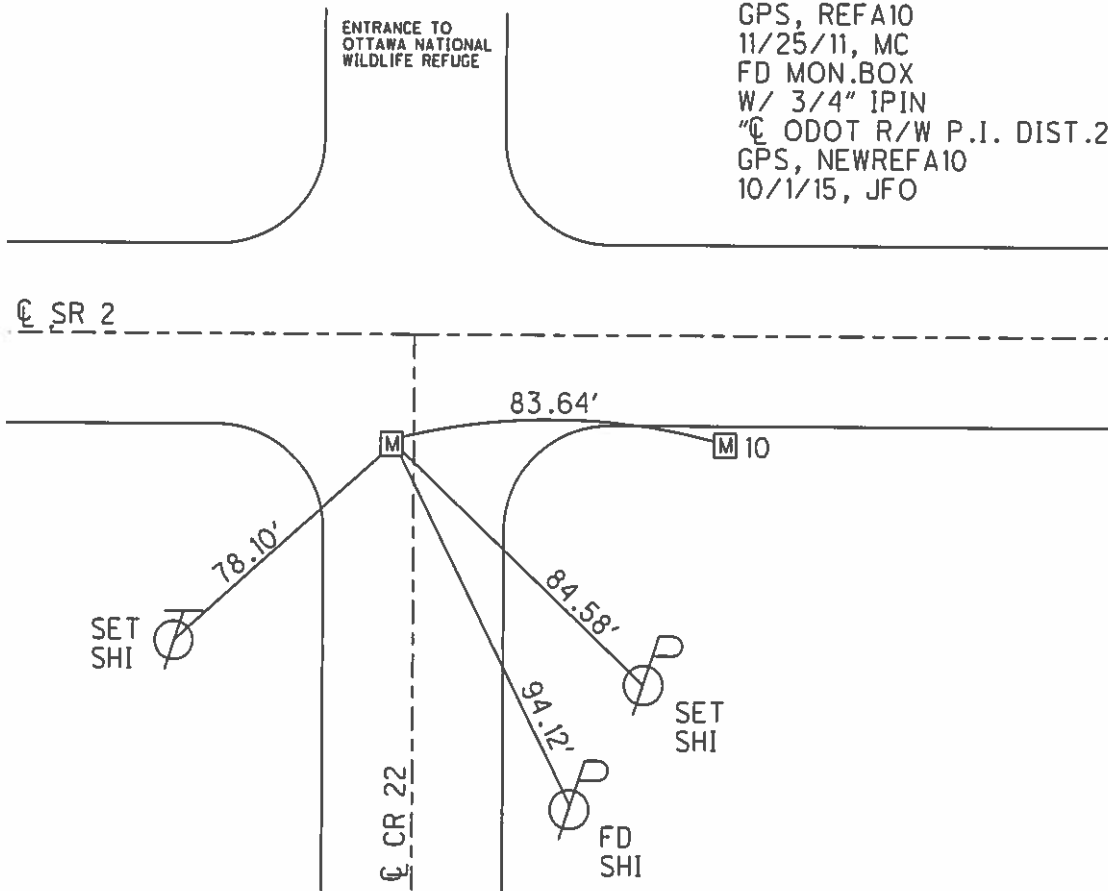 ENTRANCE TO
OTTAWA NATIONAL
WILDLIFE REFUGE
GPS, REFA10
11/25/11, MC
FD MON.BOX
W/ 3/4" IPIN
"℄ ODOT R/W P.I. DIST.2
GPS, NEWREFA10
10/1/15, JFO
℄ SR 2
83.64'
M
M 10
78.10'
84.58'
94.12'
SET
SHI
SET
SHI
FD
SHI
℄ CR 22